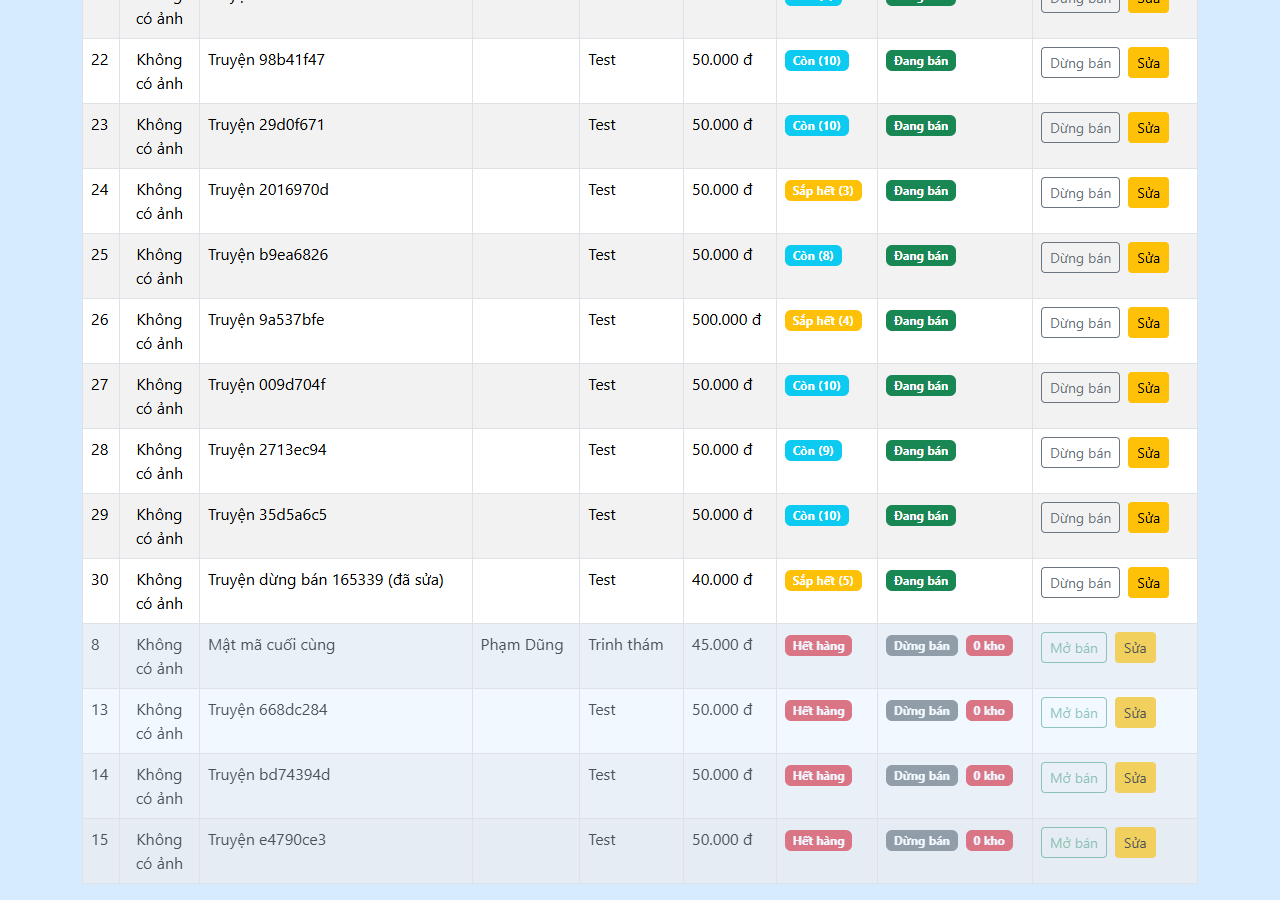 có ảnh
22 Không Truyện 98b41f47 Test 50.000 đ Còn (10) Đang bán Dừng bán Sửa
có ảnh
23 Không Truyện 29d0f671 Test 50.000 đ Còn (10) Đang bán Dừng bán Sửa
có ảnh
24 Không Truyện 2016970d Test 50.000 đ Sắp hết (3) Đang bán Dừng bán Sửa
có ảnh
25 Không Truyện b9ea6826 Test 50.000 đ Còn (8) Đang bán Dừng bán Sửa
có ảnh
26 Không Truyện 9a537bfe Test 500.000 đ Sắp hết (4) Đang bán Dừng bán Sửa
có ảnh
27 Không Truyện 009d704f Test 50.000 đ Còn (10) Đang bán Dừng bán Sửa
có ảnh
28 Không Truyện 2713ec94 Test 50.000 đ Còn (9) Đang bán Dừng bán Sửa
có ảnh
29 Không Truyện 35d5a6c5 Test 50.000 đ Còn (10) Đang bán Dừng bán Sửa
có ảnh
30 Không Truyện dừng bán 165339 (đã sửa) Test 40.000 đ Sắp hết (5) Đang bán Dừng bán Sửa
có ảnh
8 Không Mật mã cuối cùng Phạm Dũng Trinh thám 45.000 đ Hết hàng Dừng bán 0 kho Mở bán Sửa
có ảnh
13 Không Truyện 668dc284 Test 50.000 đ Hết hàng Dừng bán 0 kho Mở bán Sửa
có ảnh
14 Không Truyện bd74394d Test 50.000 đ Hết hàng Dừng bán 0 kho Mở bán Sửa
có ảnh
15 Không Truyện e4790ce3 Test 50.000 đ Hết hàng Dừng bán 0 kho Mở bán Sửa
có ảnh